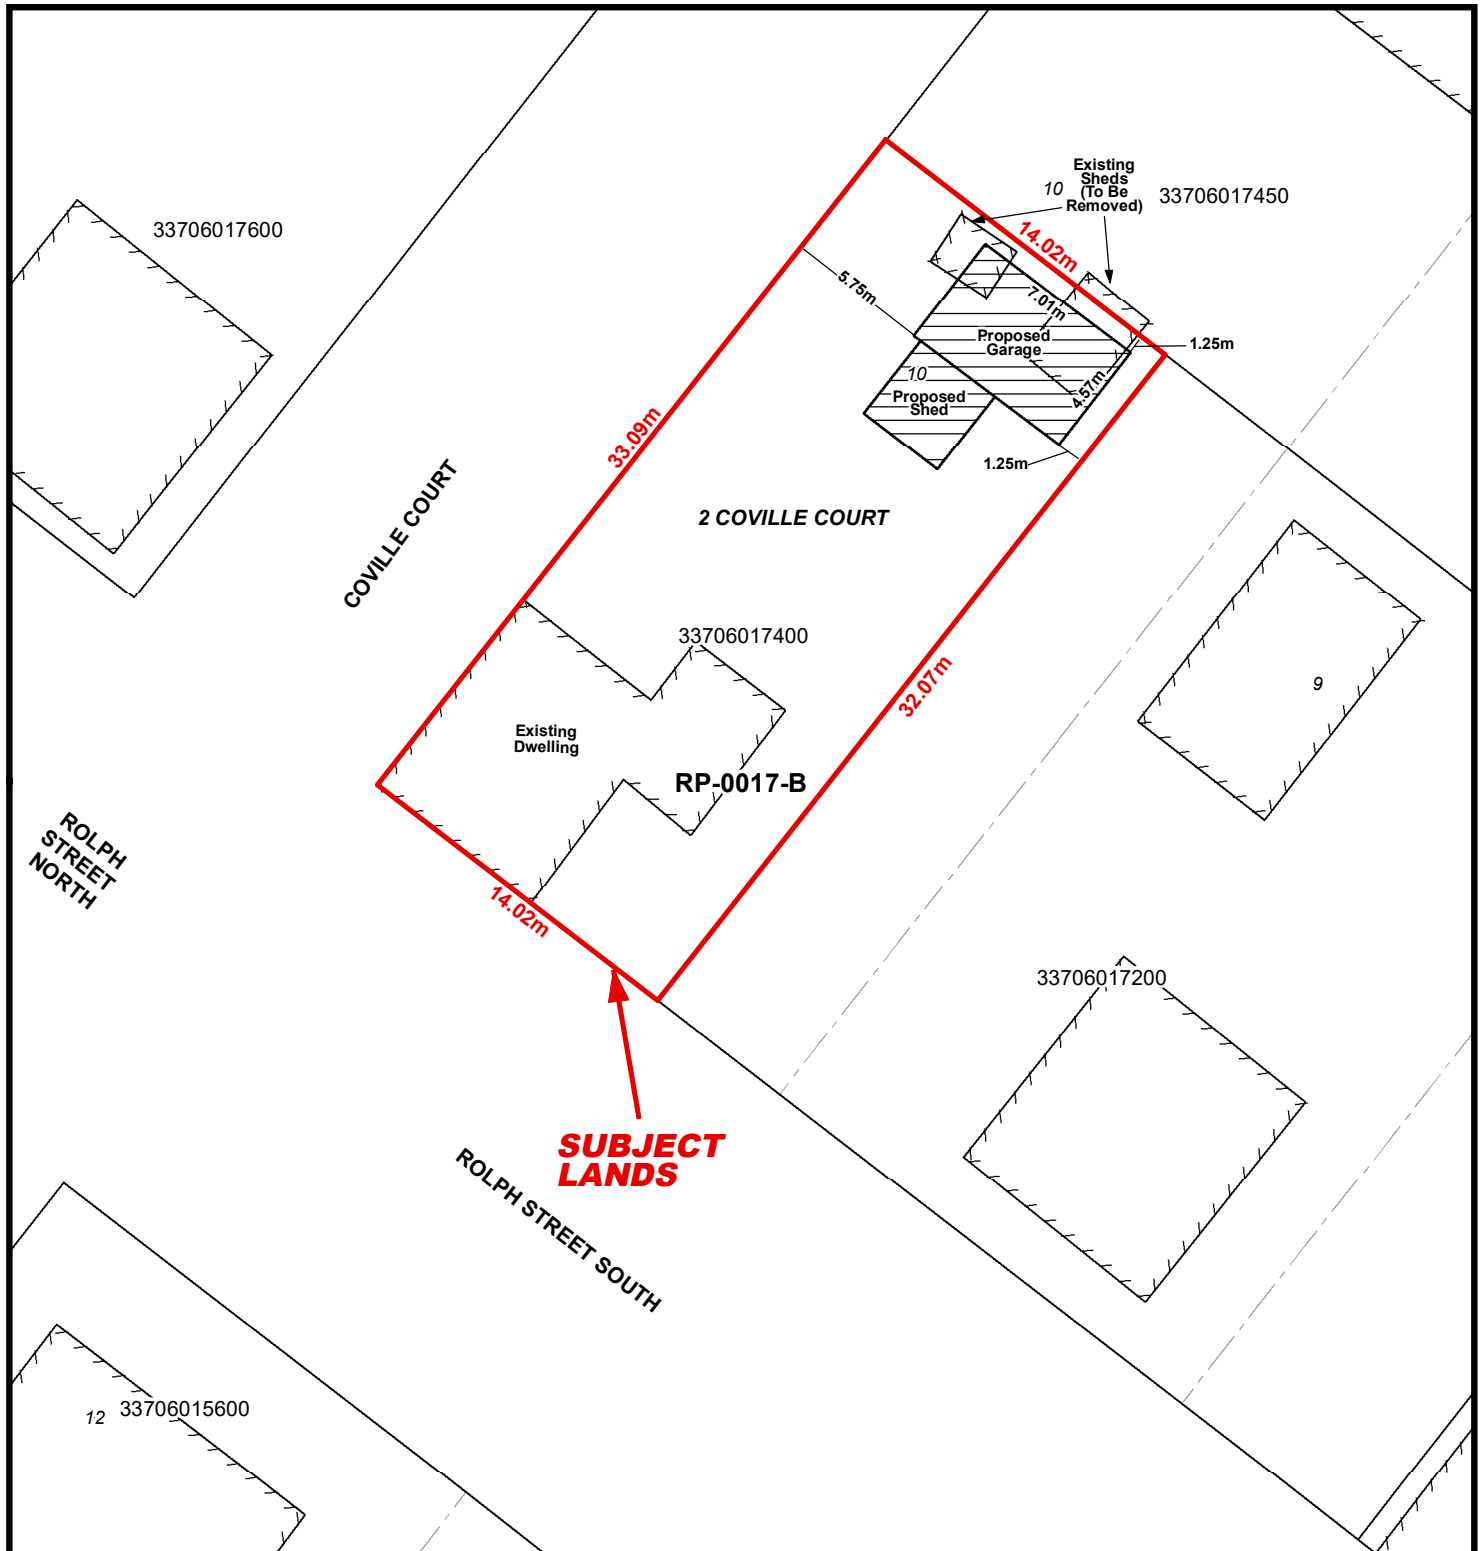 Existing
Sheds
(To Be
Removed)
10
33706017450
33706017600
14.02m
5.75m
7.01m
Proposed
Garage
1.25m
10
Proposed
Shed
4.57m
1.25m
33.09m
COVILLE COURT
2 COVILLE COURT
33706017400
32.07m
9
Existing
Dwelling
RP-0017-B
ROLPH
STREET
NORTH
14.02m
33706017200
SUBJECT
LANDS
ROLPH STREET SOUTH
12
33706015600